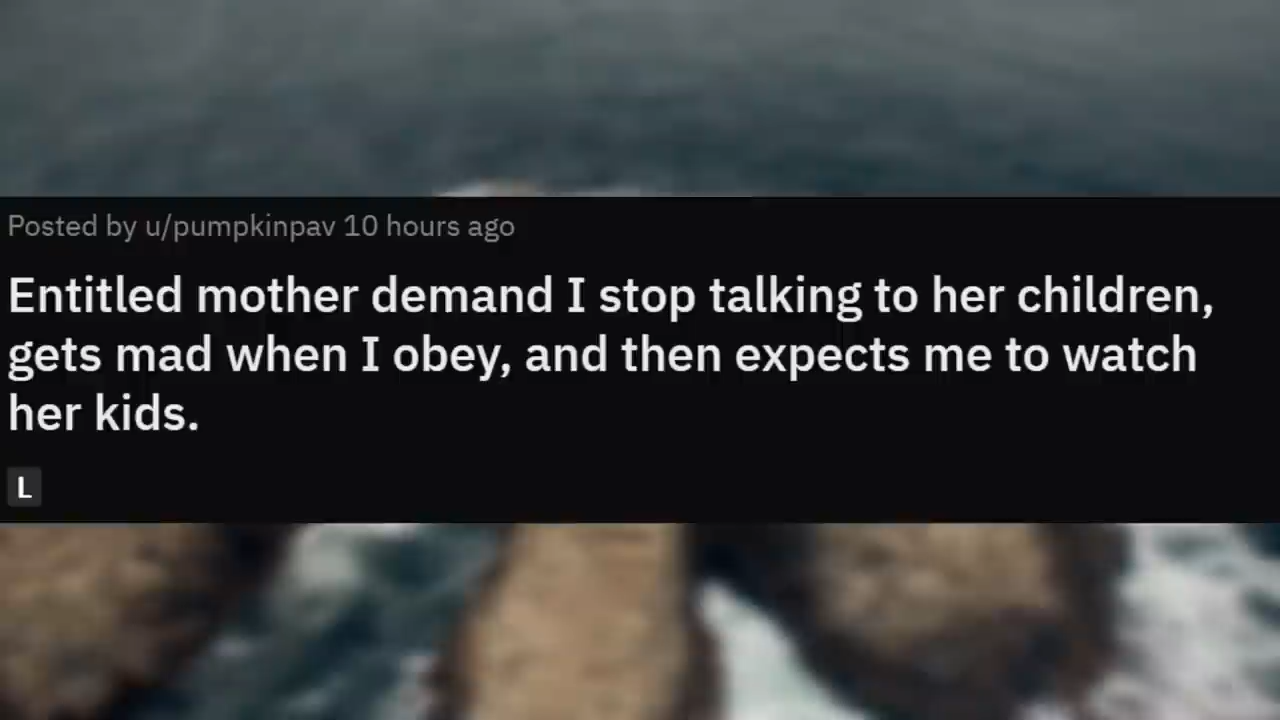 Posted by u/pumpkinpav 10 hours ago
Entitled mother demand I stop talking to her children,
gets mad when I obey, and then expects me to watch
her kids.
L